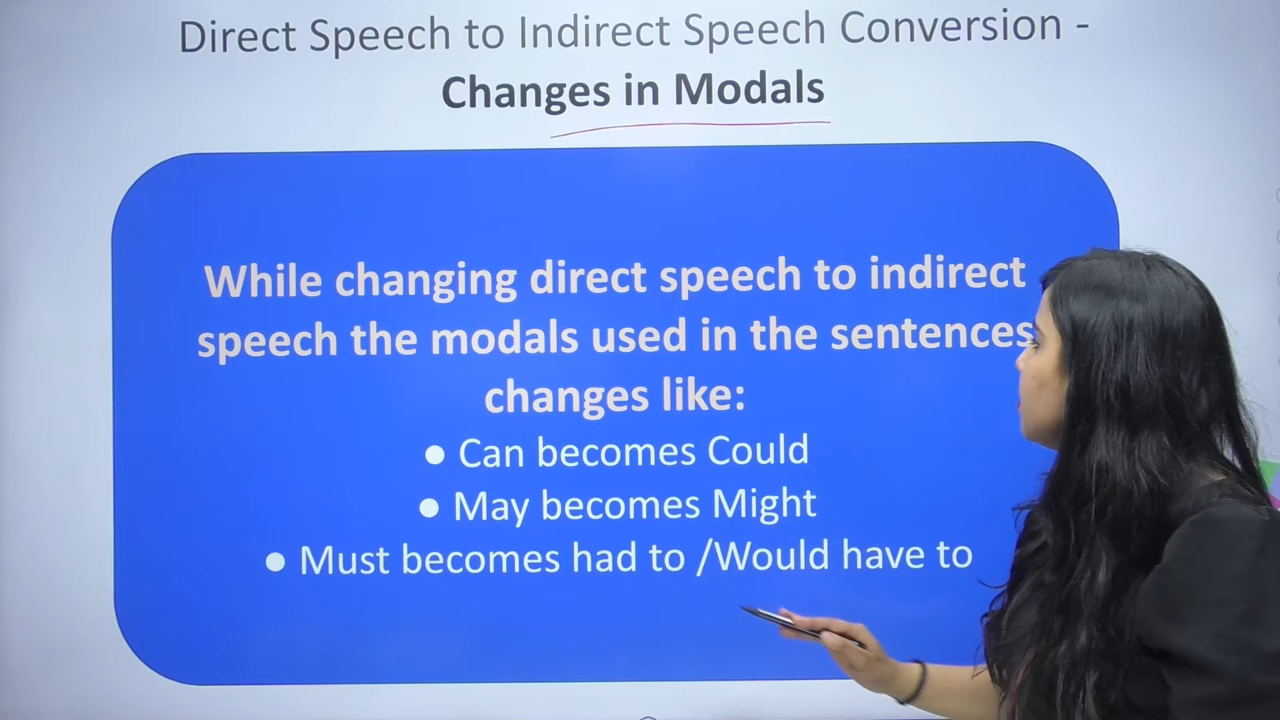 Direct Speech to Indirect Speech Conversion -
Changes in Modals
While changing direct speech to indirect
speech the modals used in the sentences
changes like:
● Can becomes Could
● May becomes Might
● Must becomes had to /Would have to